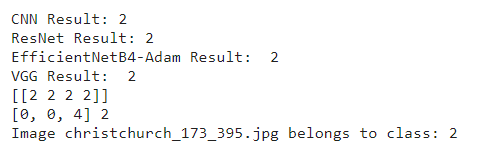 CNN Result: 2
ResNet Result: 2
EfficientNetB4-Adam Result:  2
VGG Result:  2
[[2 2 2 2]]
[0, 0, 4] 2
Image christchurch_173_395.jpg belongs to class: 2